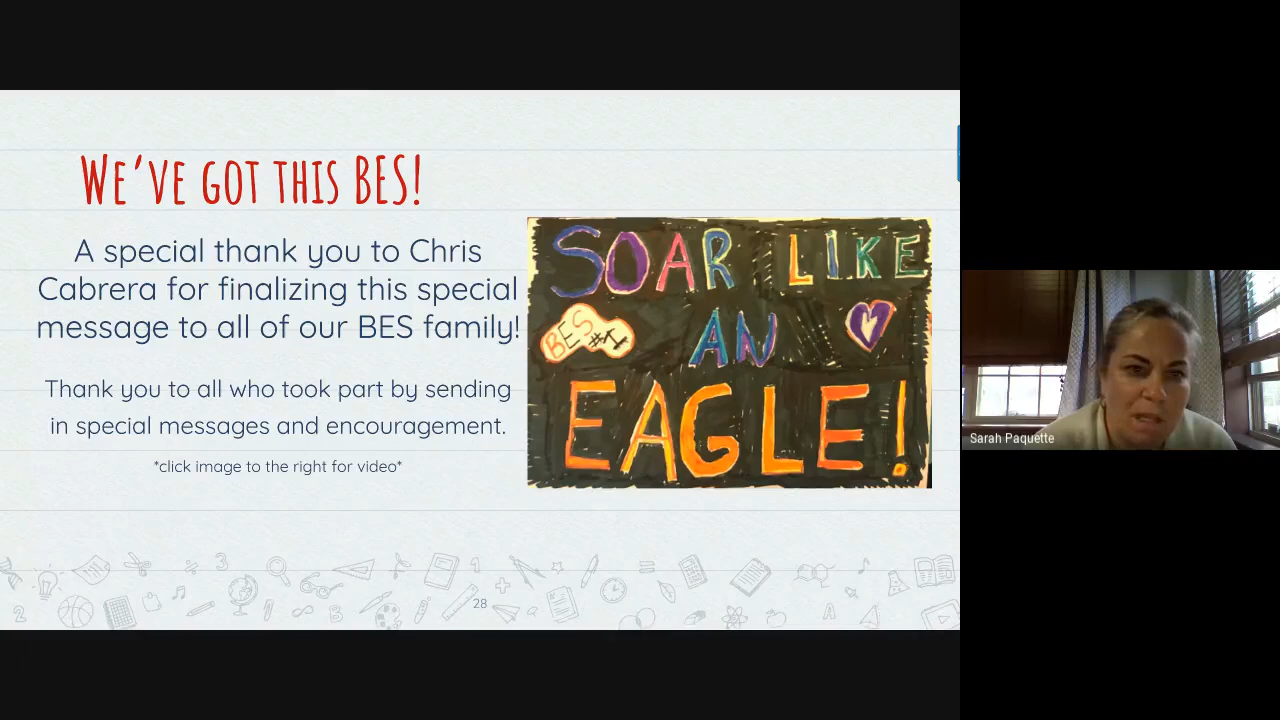 WE'VE GOT THIS BES!
A special thank you to Chris
Cabrera for finalizing this special
message to all of our BES family!
Thank you to all who took part by sending
in special messages and encouragement.
*click image to the right for video*
SOAR LIKE
BES
#1
AN
EAGLE!
28
Sarah Paquette